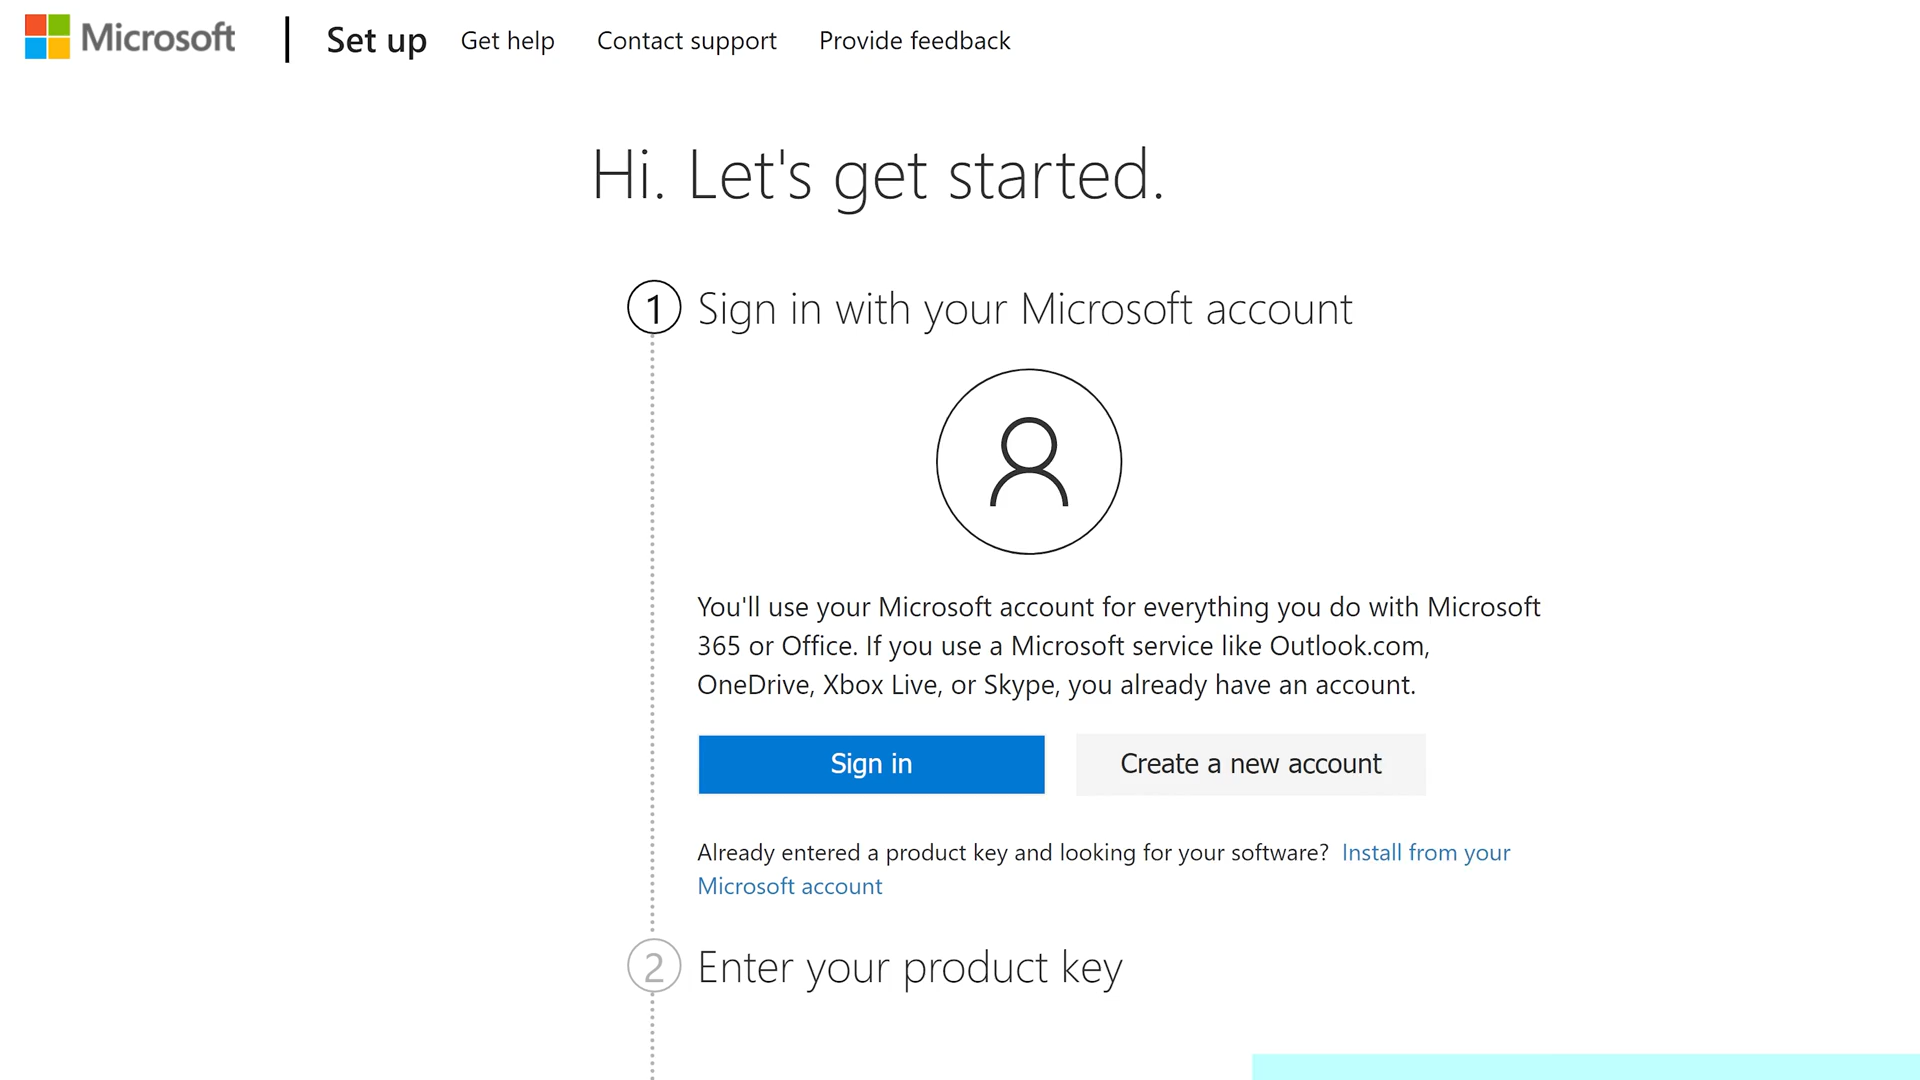 Microsoft | Set up Get help Contact support Provide feedback
Hi. Let's get started.
1 Sign in with your Microsoft account
You'll use your Microsoft account for everything you do with Microsoft
365 or Office. If you use a Microsoft service like Outlook.com,
OneDrive, Xbox Live, or Skype, you already have an account.
Sign in Create a new account
Already entered a product key and looking for your software? Install from your
Microsoft account
2 Enter your product key